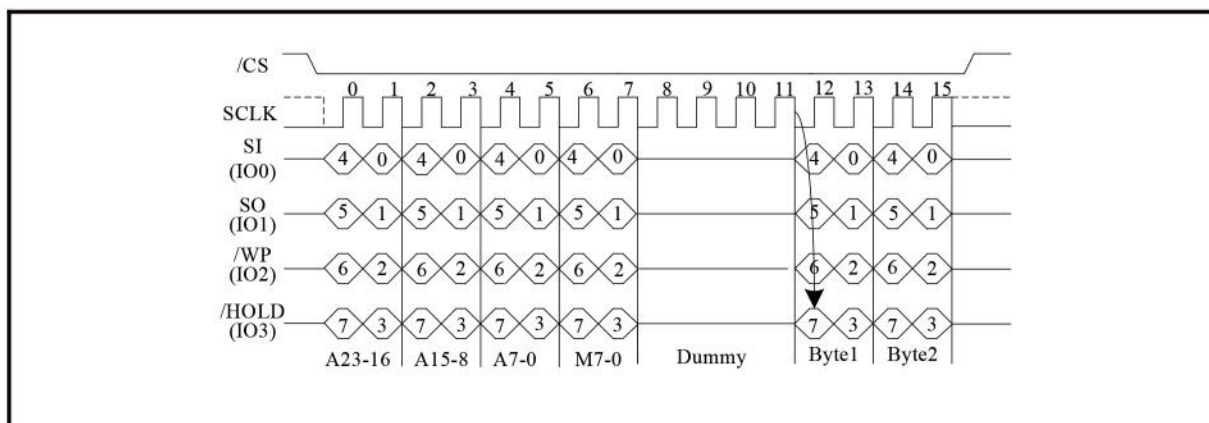 /CS
0 1 2 3 4 5 6 7 8 9 10 11 12 13 14 15
SCLK
SI
(IO0)
4 0 4 0 4 0 4 0 4 0 4 0
SO
(IO1)
5 1 5 1 5 1 5 1 5 1 5 1
/WP
(IO2)
6 2 6 2 6 2 6 2 6 2 6 2
/HOLD
(IO3)
7 3 7 3 7 3 7 3 7 3 7 3
A23-16 A15-8 A7-0 M7-0 Dummy Byte1 Byte2